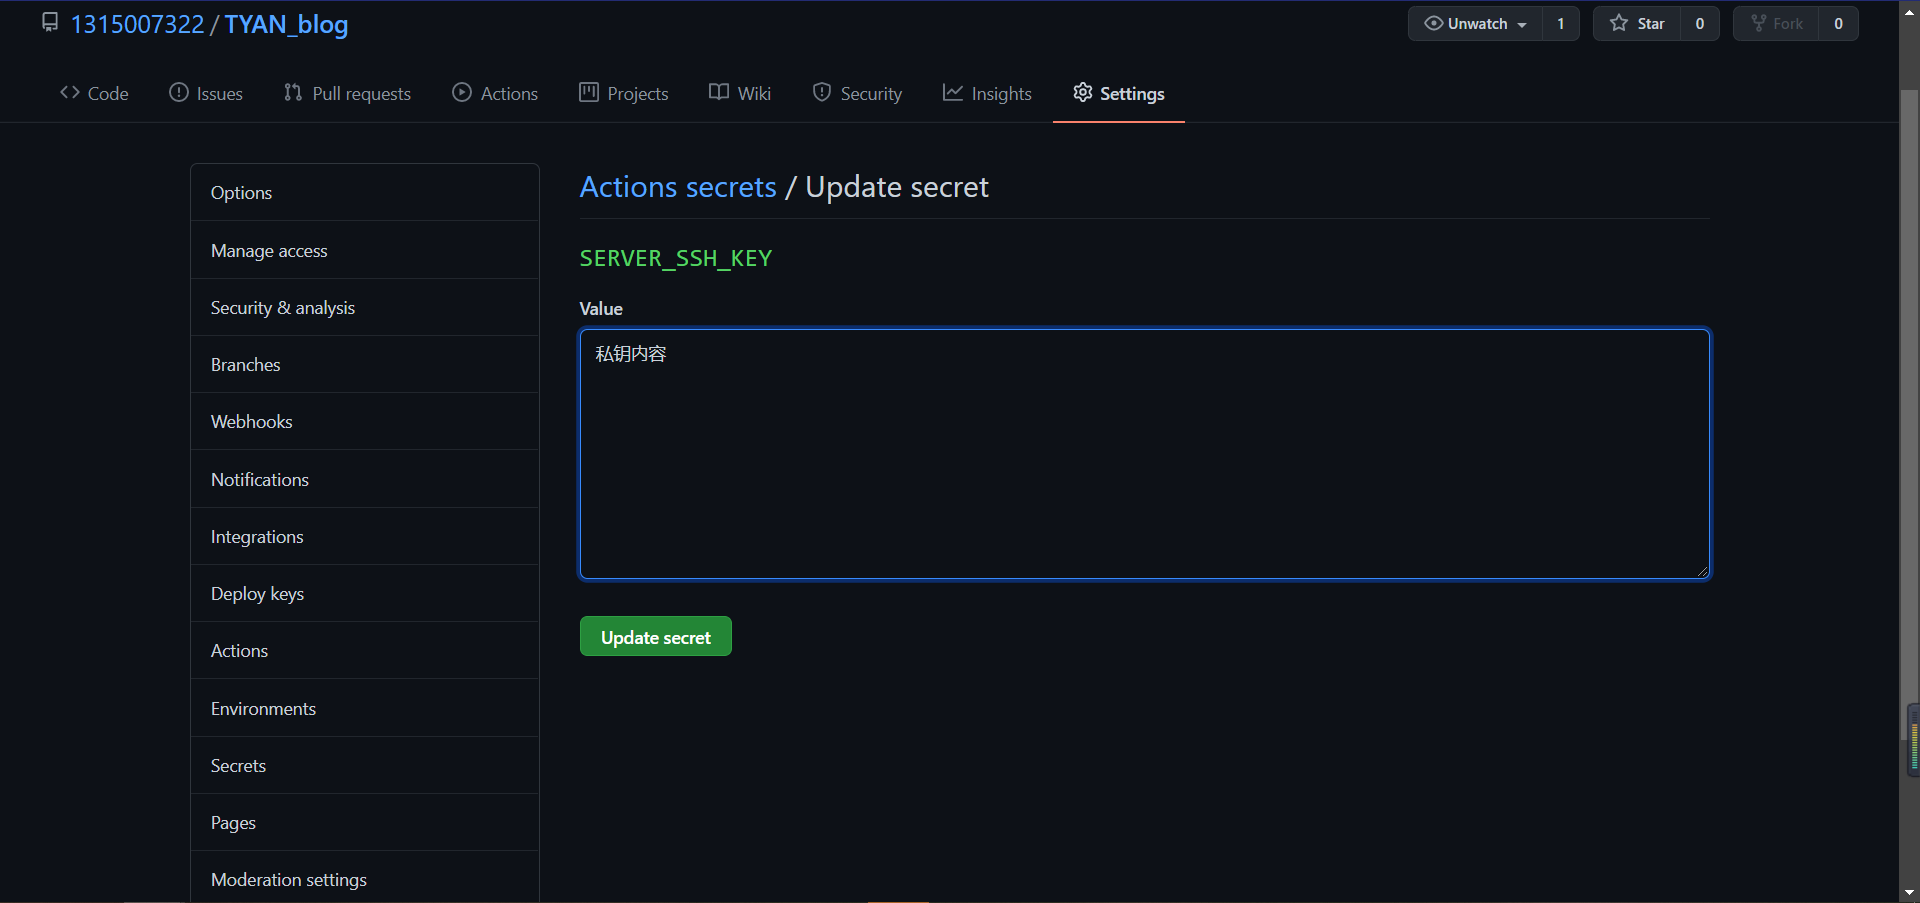 1315007322 / TYAN_blog
Unwatch 1 Star 0 Fork 0
Code Issues Pull requests Actions Projects Wiki Security Insights Settings
Options
Manage access
Security & analysis
Branches
Webhooks
Notifications
Integrations
Deploy keys
Actions
Environments
Secrets
Pages
Moderation settings
Actions secrets / Update secret
SERVER_SSH_KEY
Value
私钥内容
Update secret